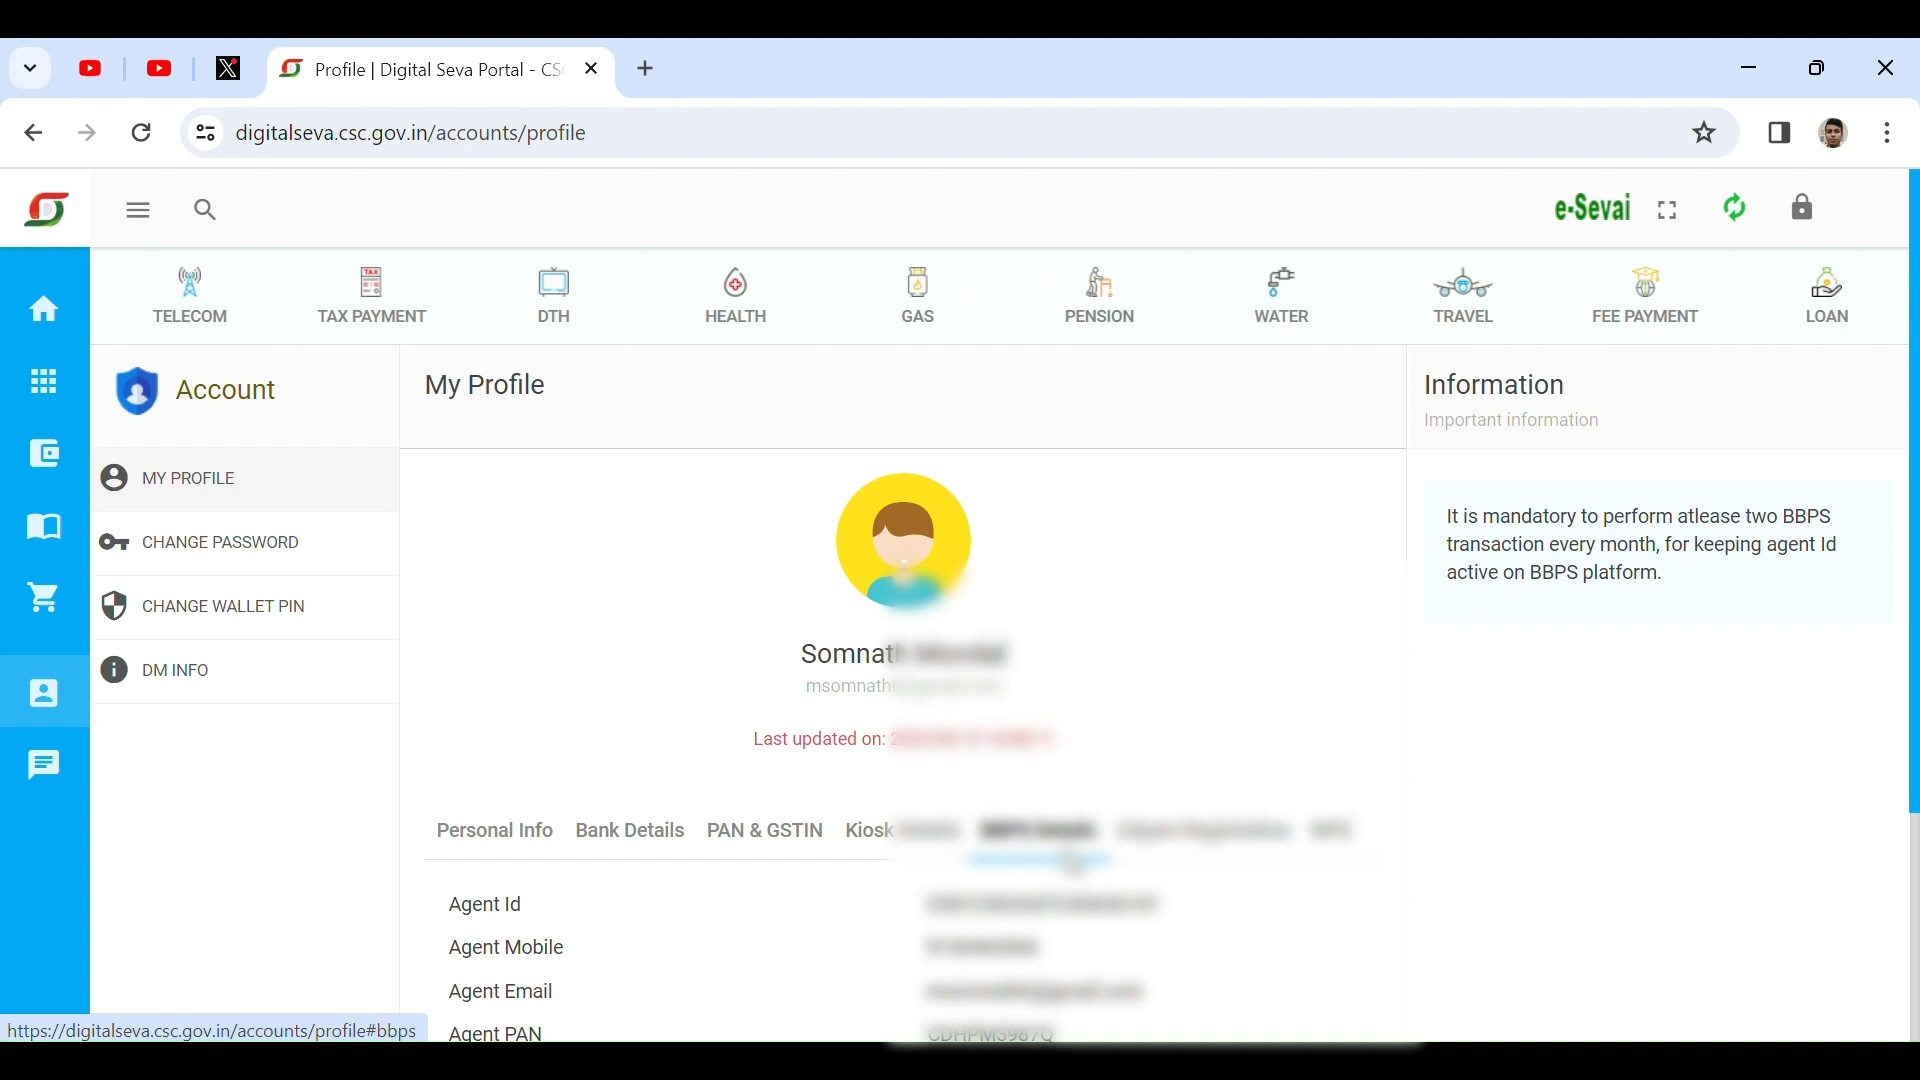 Profile | Digital Seva Portal - CS
digitalseva.csc.gov.in/accounts/profile
e-Sevai
TELECOM
TAX
TAX PAYMENT
DTH
HEALTH
GAS
PENSION
WATER
TRAVEL
FEE PAYMENT
LOAN
Account
MY PROFILE
CHANGE PASSWORD
CHANGE WALLET PIN
DM INFO
My Profile
Somnath
msomnath
Last updated on:
Personal Info Bank Details PAN & GSTIN Kiosk
Agent Id
Agent Mobile
Agent Email
Agent PAN
Information
Important information
It is mandatory to perform atlease two BBPS
transaction every month, for keeping agent Id
active on BBPS platform.
https://digitalseva.csc.gov.in/accounts/profile#bbps